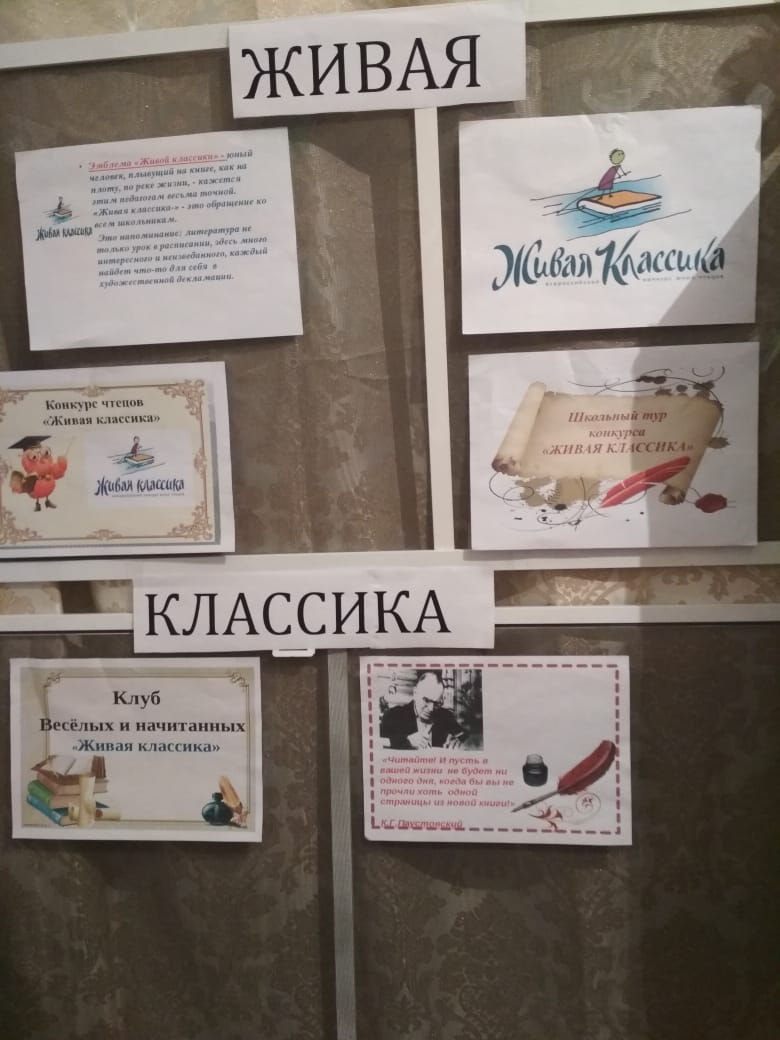 ЖИВАЯ
Эмблема «Живой классики» - юный
человек, плывущий на книге, как на
плоту, по реке жизни, - кажется
этим педагогам весьма точной.
«Живая классика-» - это обращение ко
всем школьникам.
Это напоминание: литература не
только урок в расписании, здесь много
интересного и неизведанного, каждый
найдет что-то для себя в
художественной декламации.
Живая классика
Живая Классика
всероссийский конкурс юных чтецов
Конкурс чтецов
«Живая классика»
Живая классика
Школьный тур
конкурса
«ЖИВАЯ КЛАССИКА»
КЛАССИКА
Клуб
Весёлых и начитанных
«Живая классика»
«Читайте! И пусть в
вашей жизни не будет ни
одного дня, когда бы вы не
прочли хоть одной
страницы из новой книги!»
К.Г.Паустовский